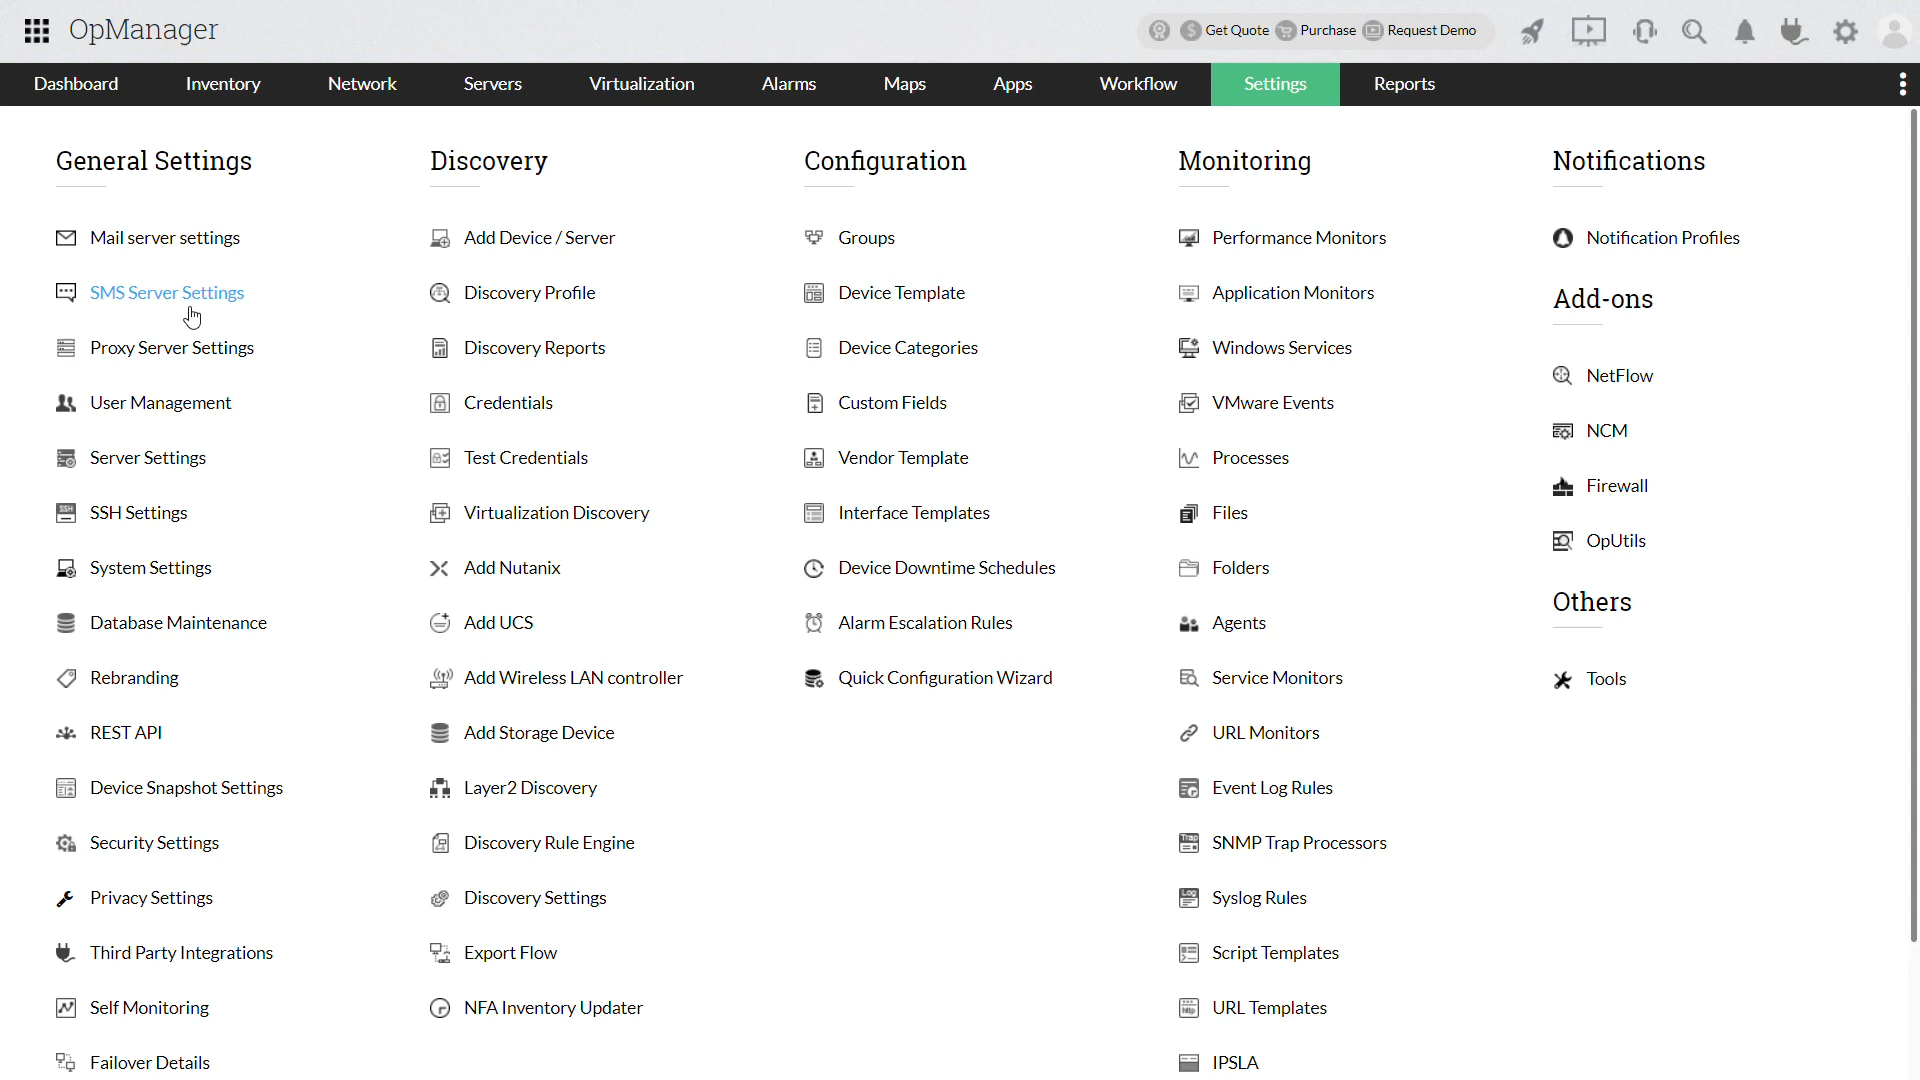 OpManager
Get Quote Purchase Request Demo
Dashboard Inventory Network Servers Virtualization Alarms Maps Apps Workflow Settings Reports
General Settings
Mail server settings
SMS Server Settings
Proxy Server Settings
User Management
Server Settings
SSH SSH Settings
System Settings
Database Maintenance
Rebranding
REST API
Device Snapshot Settings
Security Settings
Privacy Settings
Third Party Integrations
Self Monitoring
Failover Details
Discovery
Add Device / Server
Discovery Profile
Discovery Reports
Credentials
Test Credentials
Virtualization Discovery
Add Nutanix
Add UCS
Add Wireless LAN controller
Add Storage Device
Layer2 Discovery
Discovery Rule Engine
Discovery Settings
Export Flow
NFA Inventory Updater
Configuration
Groups
Device Template
Device Categories
Custom Fields
Vendor Template
Interface Templates
Device Downtime Schedules
Alarm Escalation Rules
Quick Configuration Wizard
Monitoring
Performance Monitors
Application Monitors
Windows Services
VMware Events
Processes
Files
Folders
Agents
Service Monitors
URL Monitors
Event Log Rules
Trap SNMP Trap Processors
Log Syslog Rules
Script Templates
http URL Templates
IPSLA
Notifications
Notification Profiles
Add-ons
NetFlow
NCM
Firewall
OpUtils
Others
Tools